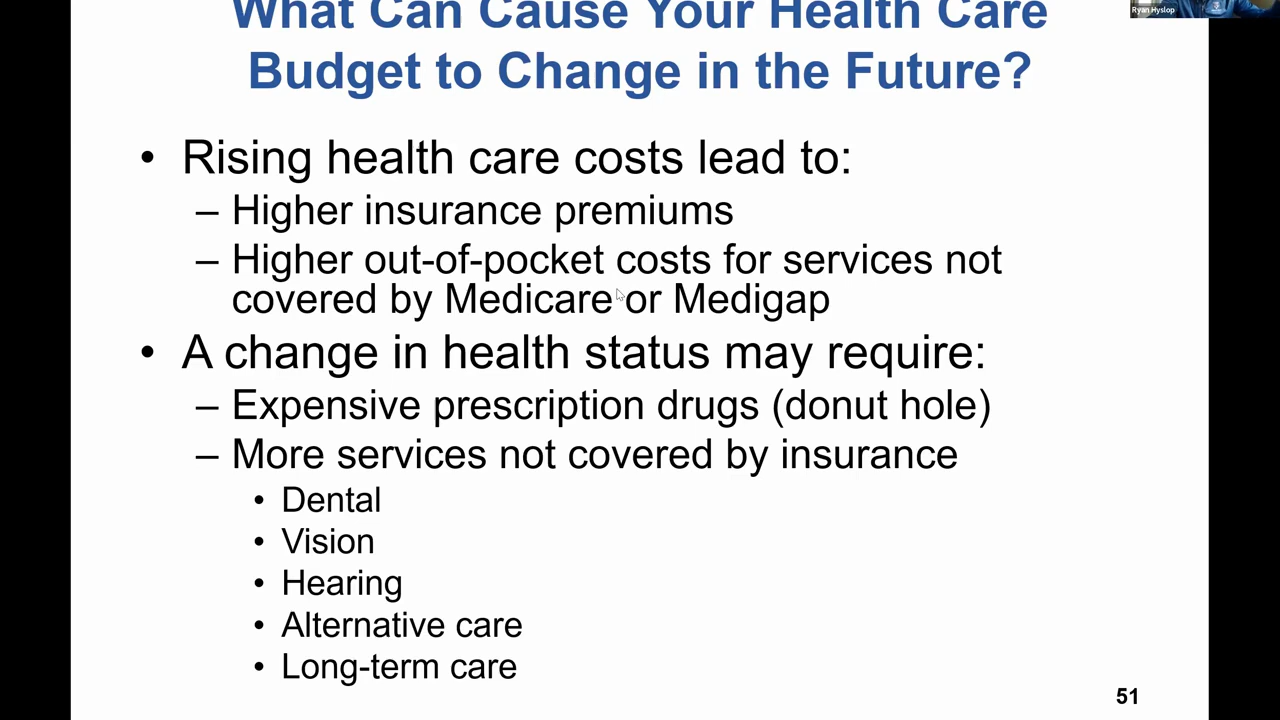 Ryan Hyslop
What Can Cause Your Health Care
Budget to Change in the Future?
• Rising health care costs lead to:
– Higher insurance premiums
– Higher out-of-pocket costs for services not
covered by Medicare or Medigap
• A change in health status may require:
– Expensive prescription drugs (donut hole)
– More services not covered by insurance
• Dental
• Vision
• Hearing
• Alternative care
• Long-term care
51